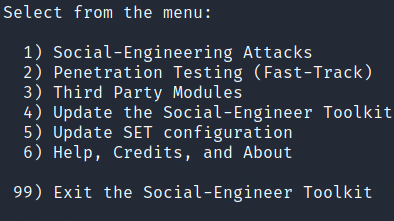 Select from the menu:
1) Social-Engineering Attacks
2) Penetration Testing (Fast-Track)
3) Third Party Modules
4) Update the Social-Engineer Toolkit
5) Update SET configuration
6) Help, Credits, and About
99) Exit the Social-Engineer Toolkit